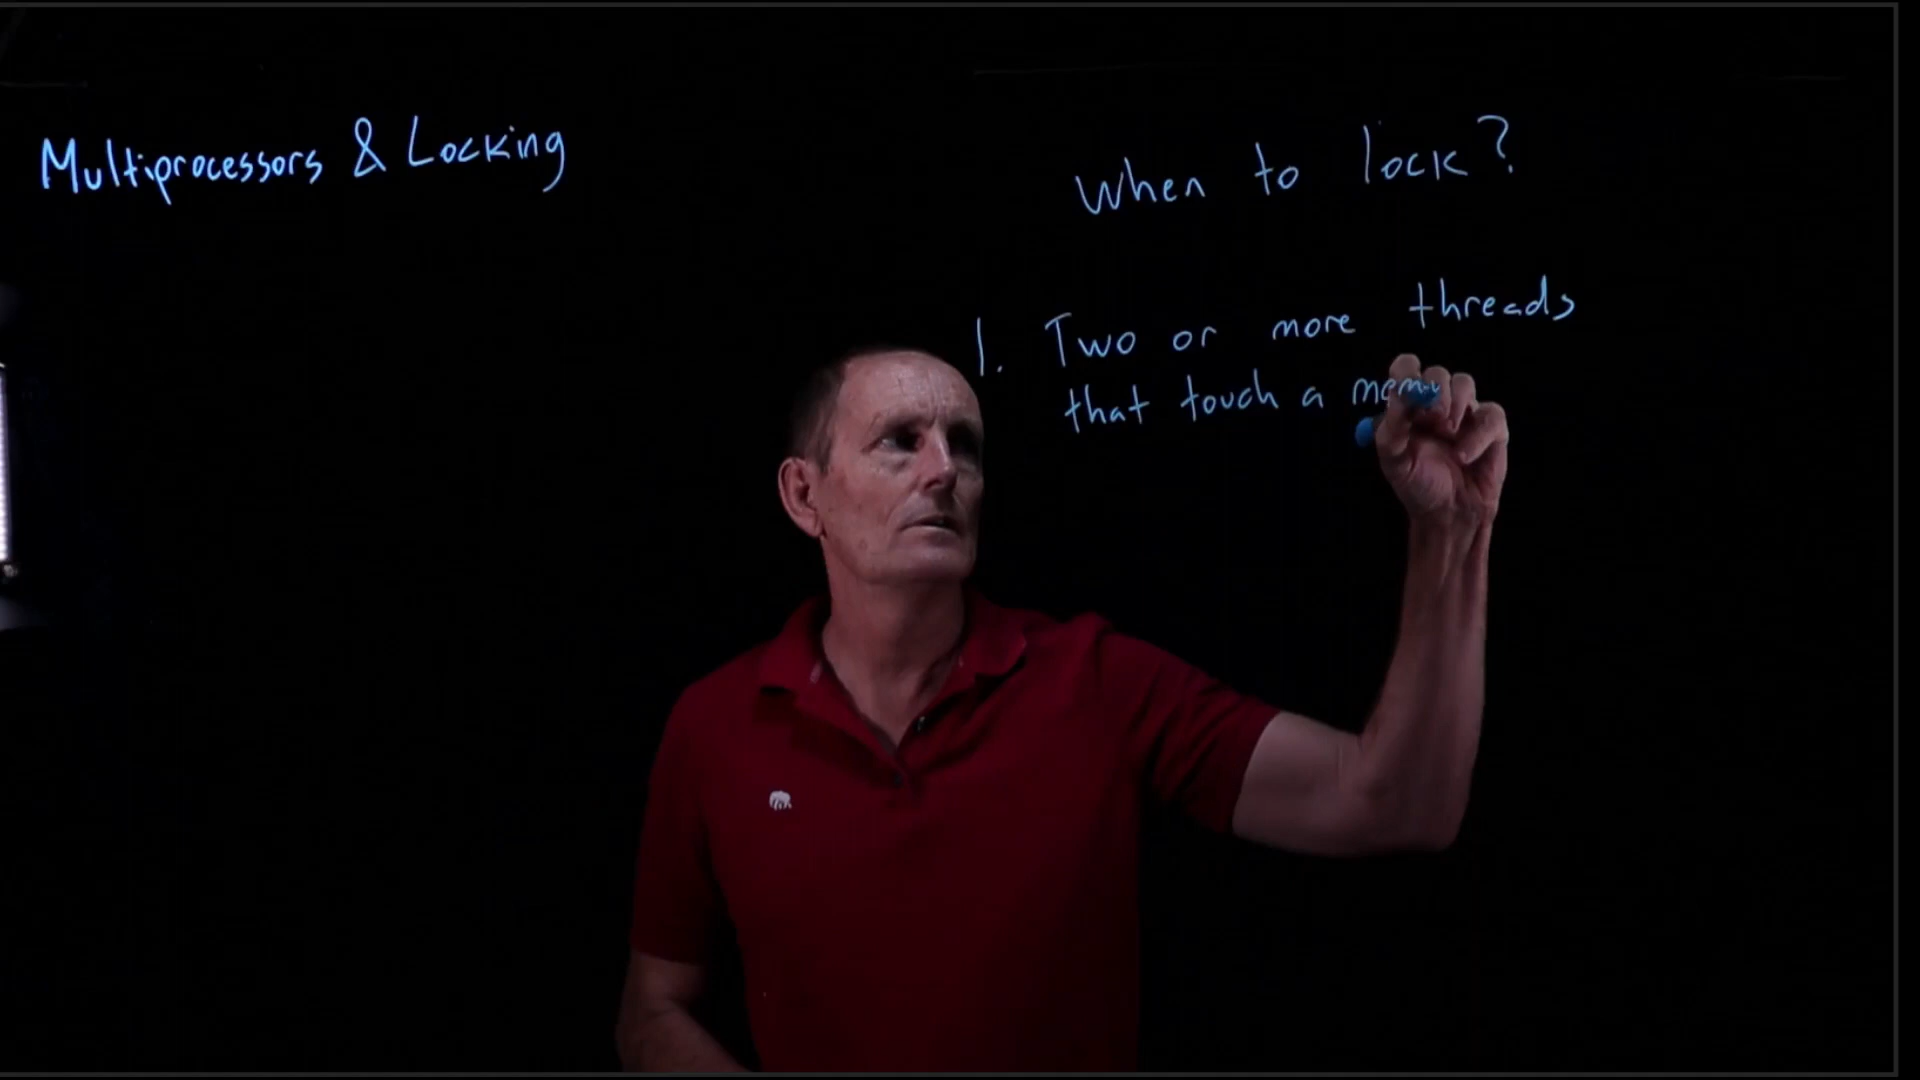 Multiprocessors & Locking
When to lock?
1. Two or more threads
that touch a